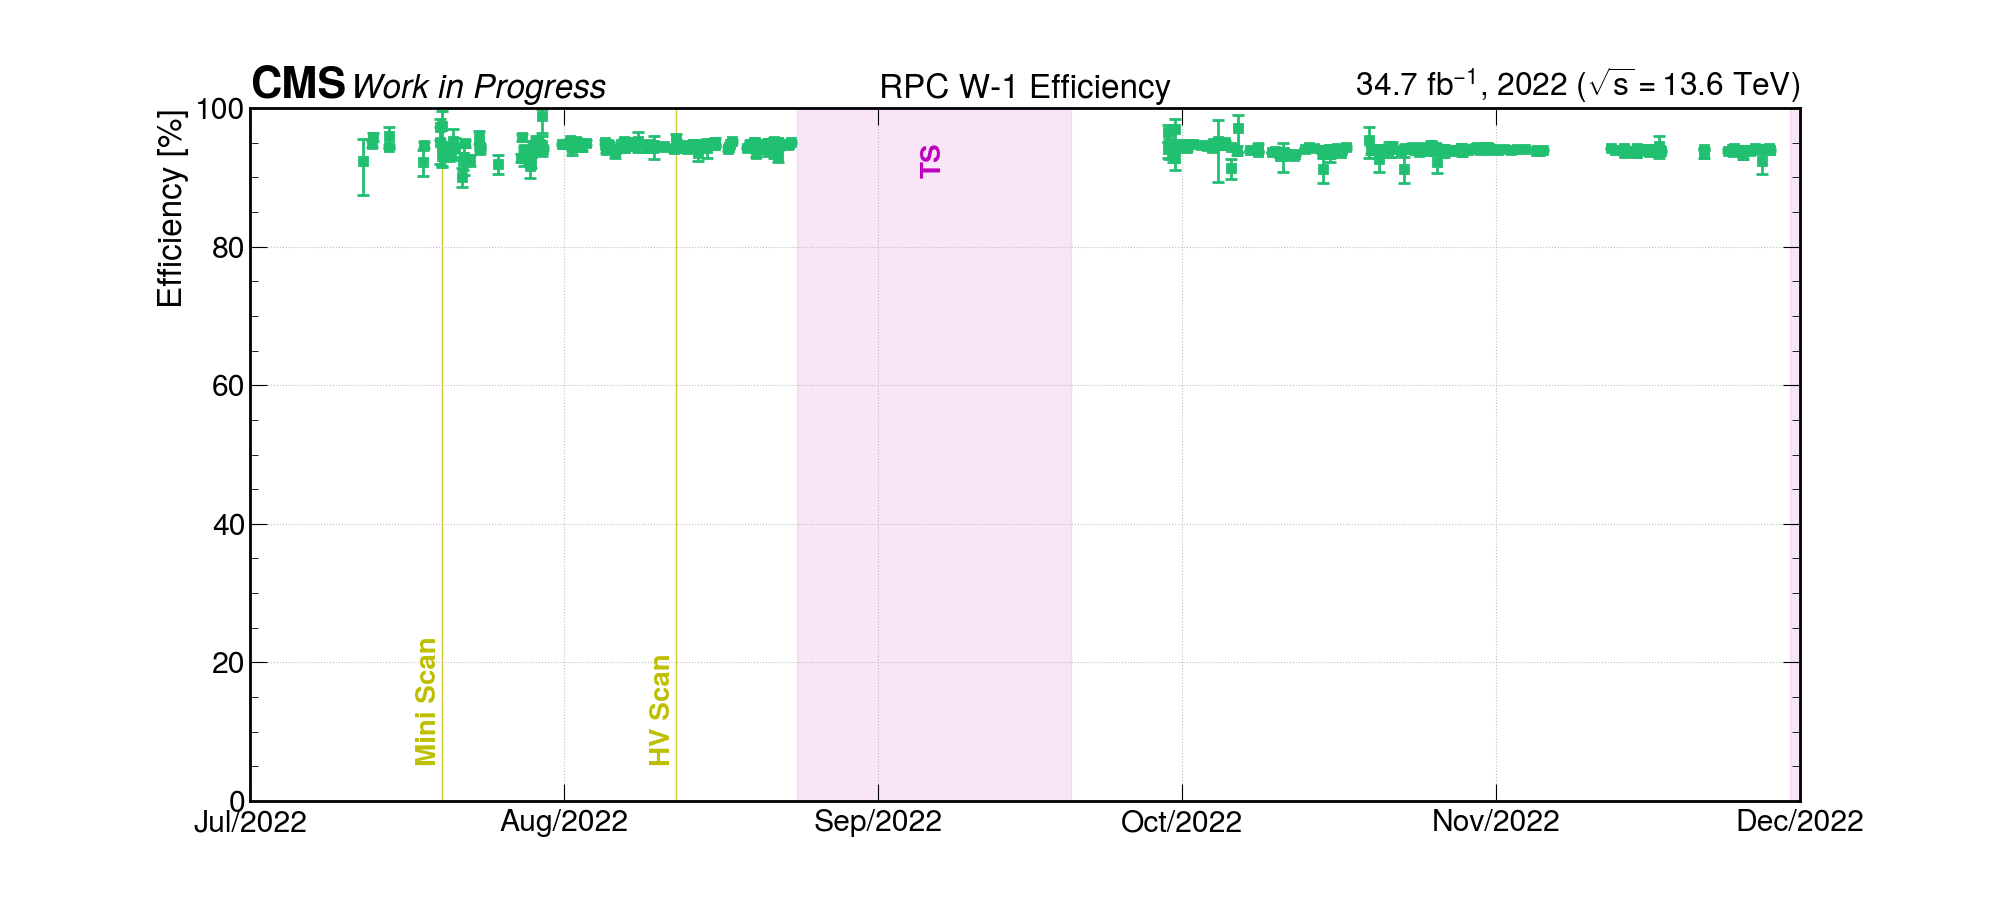 CMS Work in Progress RPC W-1 Efficiency 34.7 fb⁻¹, 2022 (√s = 13.6 TeV)
Efficiency [%]
100
80
60
40
20
0
TS
Mini Scan
HV Scan
Jul/2022 Aug/2022 Sep/2022 Oct/2022 Nov/2022 Dec/2022